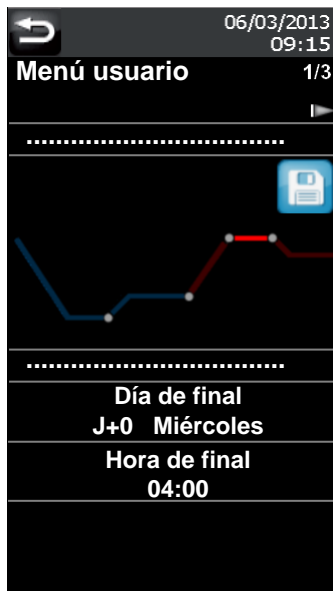 06/03/2013
09:15
Menú usuario 1/3
...................................
...................................
Día de final
J+0 Miércoles
Hora de final
04:00